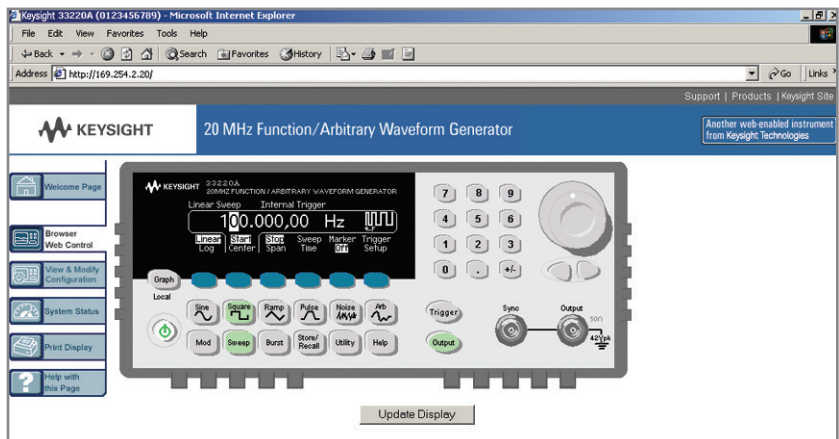 Keysight 33220A (0123456789) - Microsoft Internet Explorer
File Edit View Favorites Tools Help
Back Search Favorites History
Address http://169.254.2.20/ Go Links
Support | Products | Keysight Site
KEYSIGHT 20 MHz Function/Arbitrary Waveform Generator
Another web-enabled instrument
from Keysight Technologies
Welcome Page
Browser
Web Control
View & Modify
Configuration
System Status
Print Display
Help with
this Page
KEYSIGHT 33220A
20MHZ FUNCTION / ARBITRARY WAVEFORM GENERATOR
Linear Sweep Internal Trigger
100.000,00 Hz
Linear Start Stop Sweep Marker Trigger
Log Center Span Time Off Setup
Graph
Local
Sine Square Ramp Pulse Noise Arb
Mod Sweep Burst Store/Recall Utility Help
7 8 9
4 5 6
1 2 3
0 . +/-
Trigger Sync Output
50Ω
Output 42Vpk
Update Display